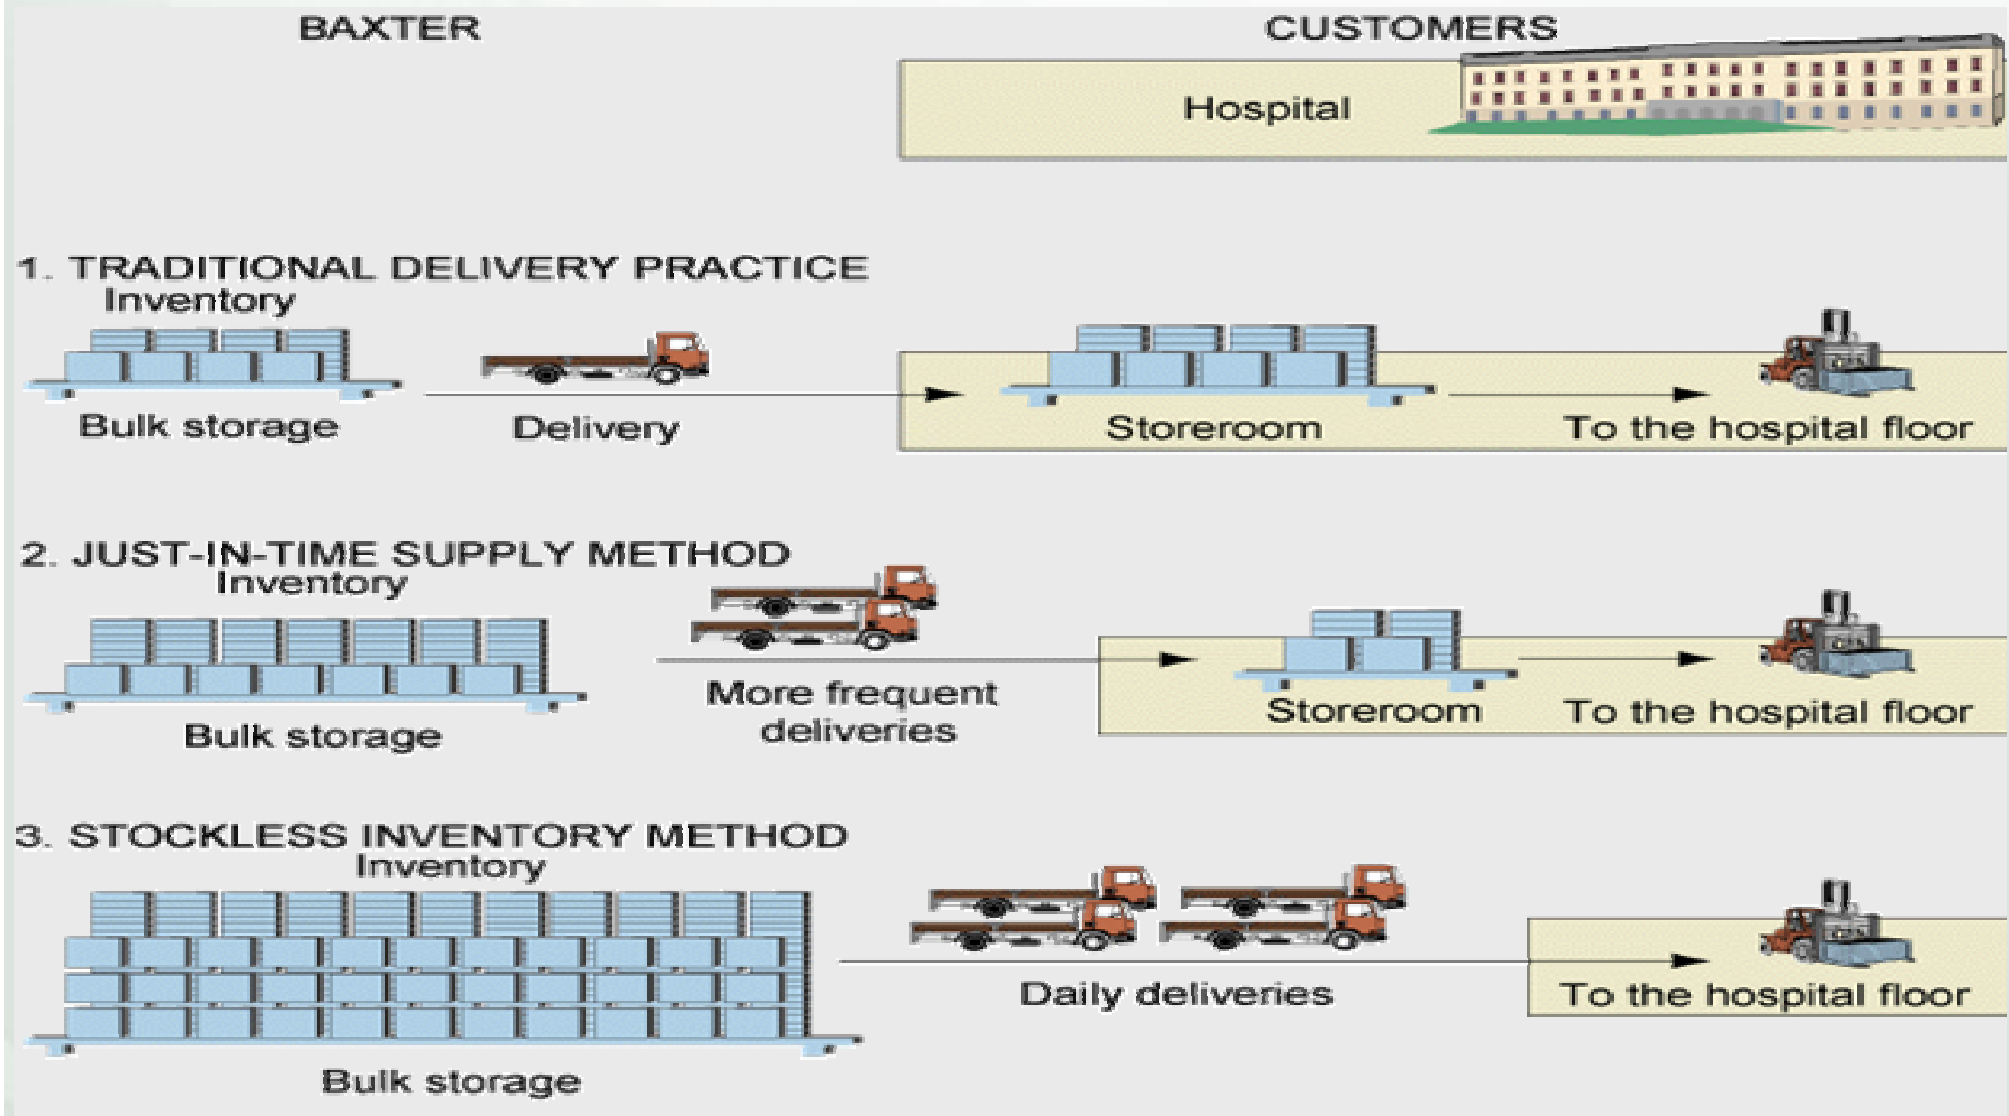 BAXTER
CUSTOMERS
Hospital
1. TRADITIONAL DELIVERY PRACTICE
Inventory
Bulk storage
Delivery
Storeroom
To the hospital floor
2. JUST-IN-TIME SUPPLY METHOD
Inventory
Bulk storage
More frequent
deliveries
Storeroom
To the hospital floor
3. STOCKLESS INVENTORY METHOD
Inventory
Bulk storage
Daily deliveries
To the hospital floor